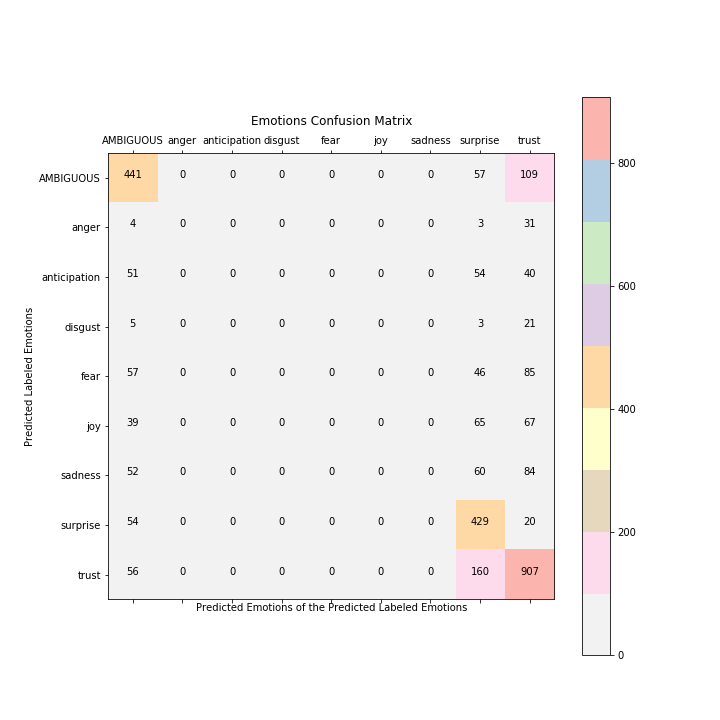 Emotions Confusion Matrix
AMBIGUOUS anger anticipation disgust fear joy sadness surprise trust
AMBIGUOUS 441 0 0 0 0 0 0 57 109
anger 4 0 0 0 0 0 0 3 31
anticipation 51 0 0 0 0 0 0 54 40
disgust 5 0 0 0 0 0 0 3 21
fear 57 0 0 0 0 0 0 46 85
joy 39 0 0 0 0 0 0 65 67
sadness 52 0 0 0 0 0 0 60 84
surprise 54 0 0 0 0 0 0 429 20
trust 56 0 0 0 0 0 0 160 907
Predicted Emotions of the Predicted Labeled Emotions
Predicted Labeled Emotions
800
600
400
200
0